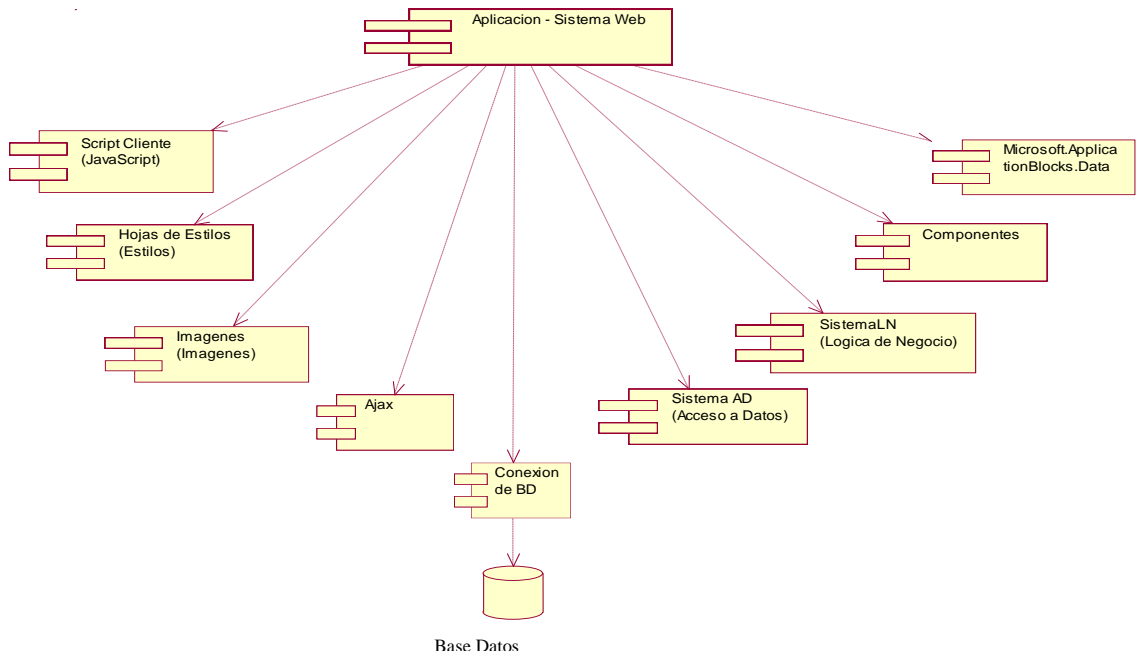 Aplicacion - Sistema Web
Script Cliente
(JavaScript)
Microsoft.Applica
tionBlocks.Data
Hojas de Estilos
(Estilos)
Componentes
Imagenes
(Imagenes)
SistemaLN
(Logica de Negocio)
Ajax
Sistema AD
(Acceso a Datos)
Conexion
de BD
Base Datos